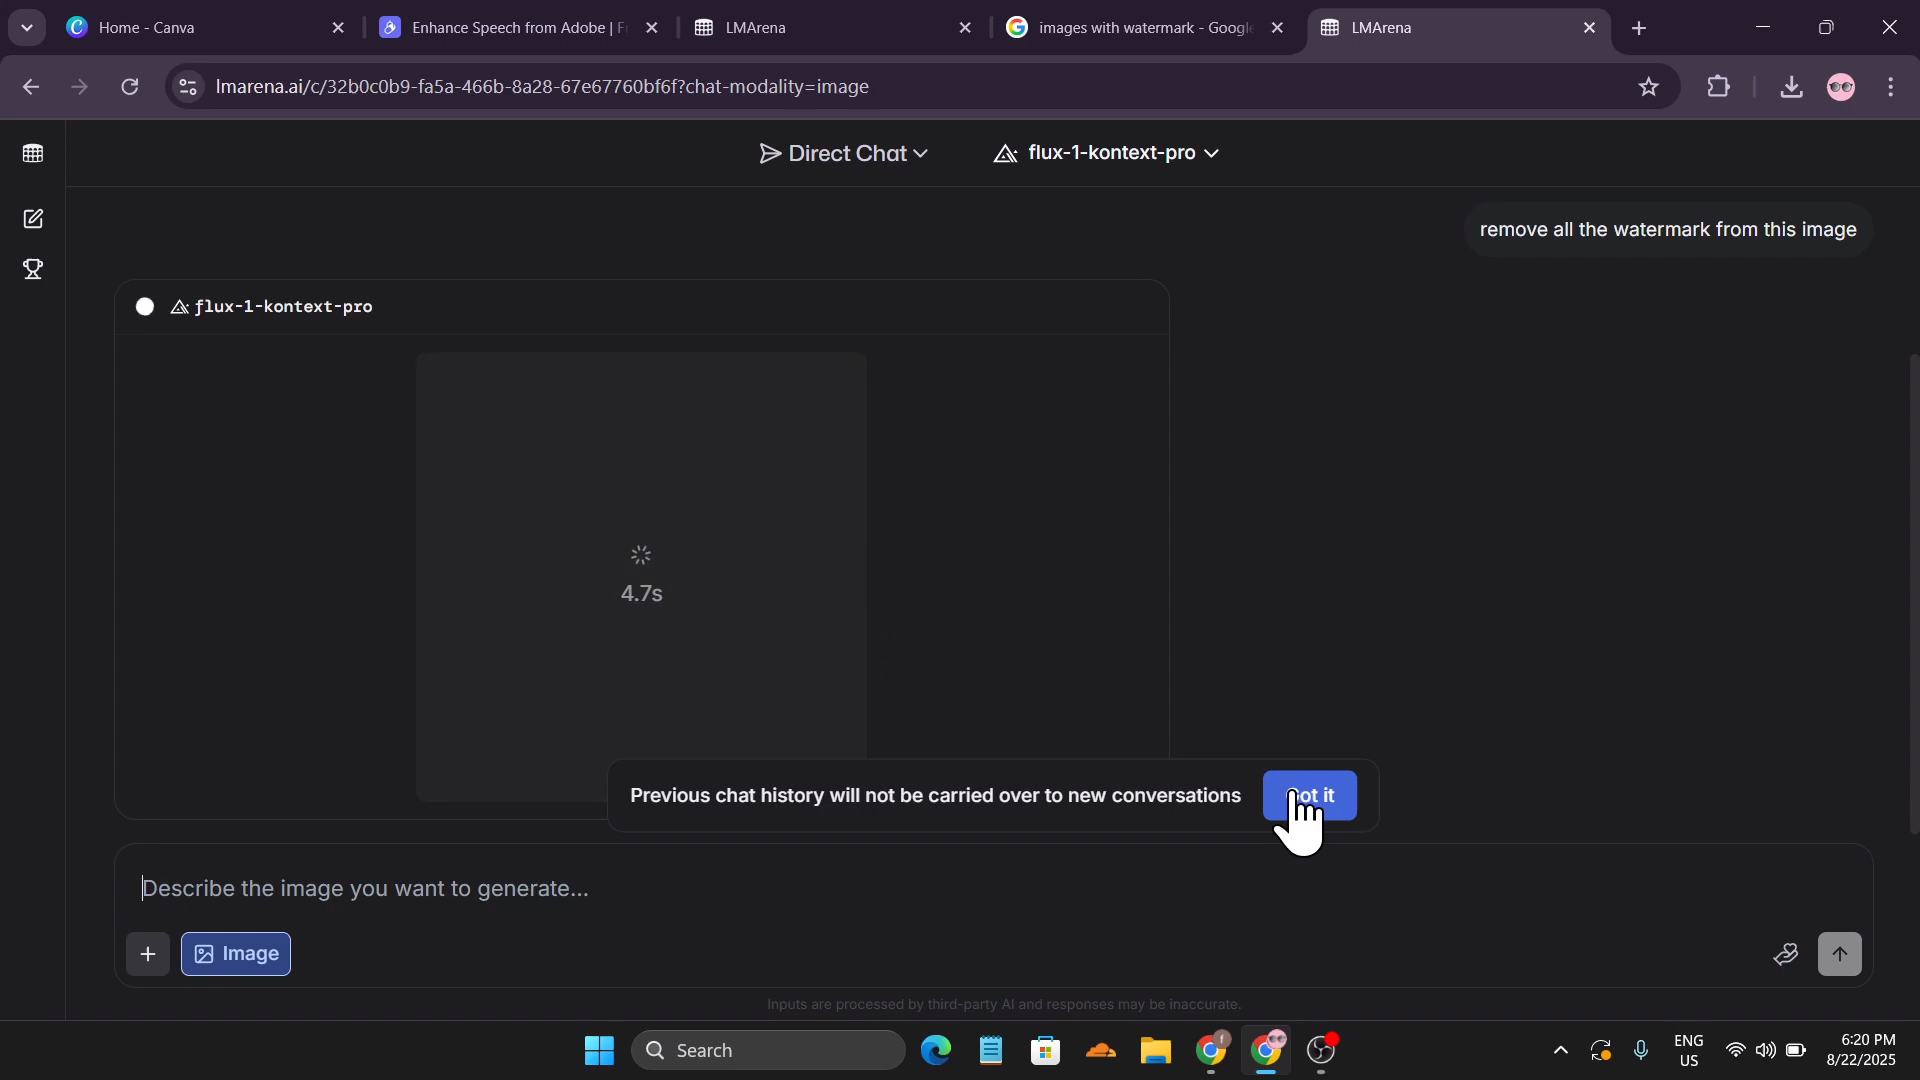 Home - Canva
Enhance Speech from Adobe | F
LMArena
images with watermark - Google
LMArena
lmarena.ai/c/32b0c0b9-fa5a-466b-8a28-67e67760bf6f?chat-modality=image
Direct Chat
flux-1-kontext-pro
remove all the watermark from this image
flux-1-kontext-pro
4.7s
Previous chat history will not be carried over to new conversations
Got it
Describe the image you want to generate...
Image
Inputs are processed by third-party AI and responses may be inaccurate.
Search
ENG
US
6:20 PM
8/22/2025